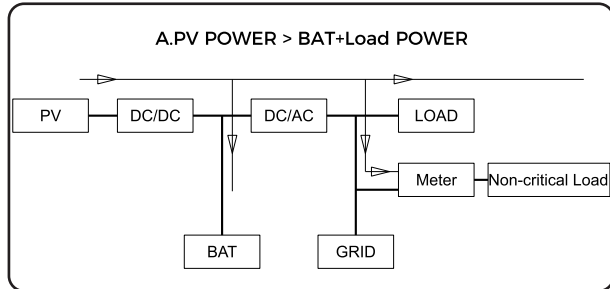 A.PV POWER > BAT+Load POWER
PV
DC/DC
DC/AC
LOAD
Meter
Non-critical Load
BAT
GRID